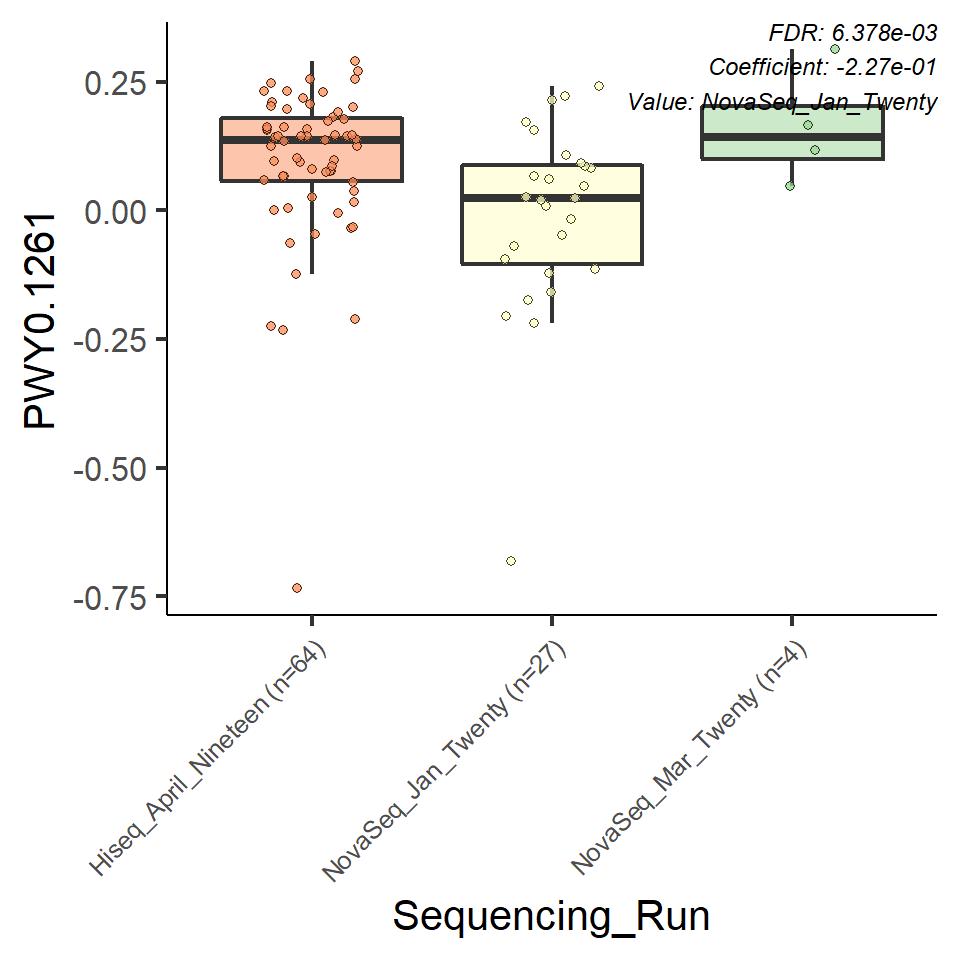 FDR: 6.378e-03
Coefficient: -2.27e-01
Value: NovaSeq_Jan_Twenty
PWY0.1261
0.25
0.00
-0.25
-0.50
-0.75
Hiseq_April_Nineteen (n=64)
NovaSeq_Jan_Twenty (n=27)
NovaSeq_Mar_Twenty (n=4)
Sequencing_Run